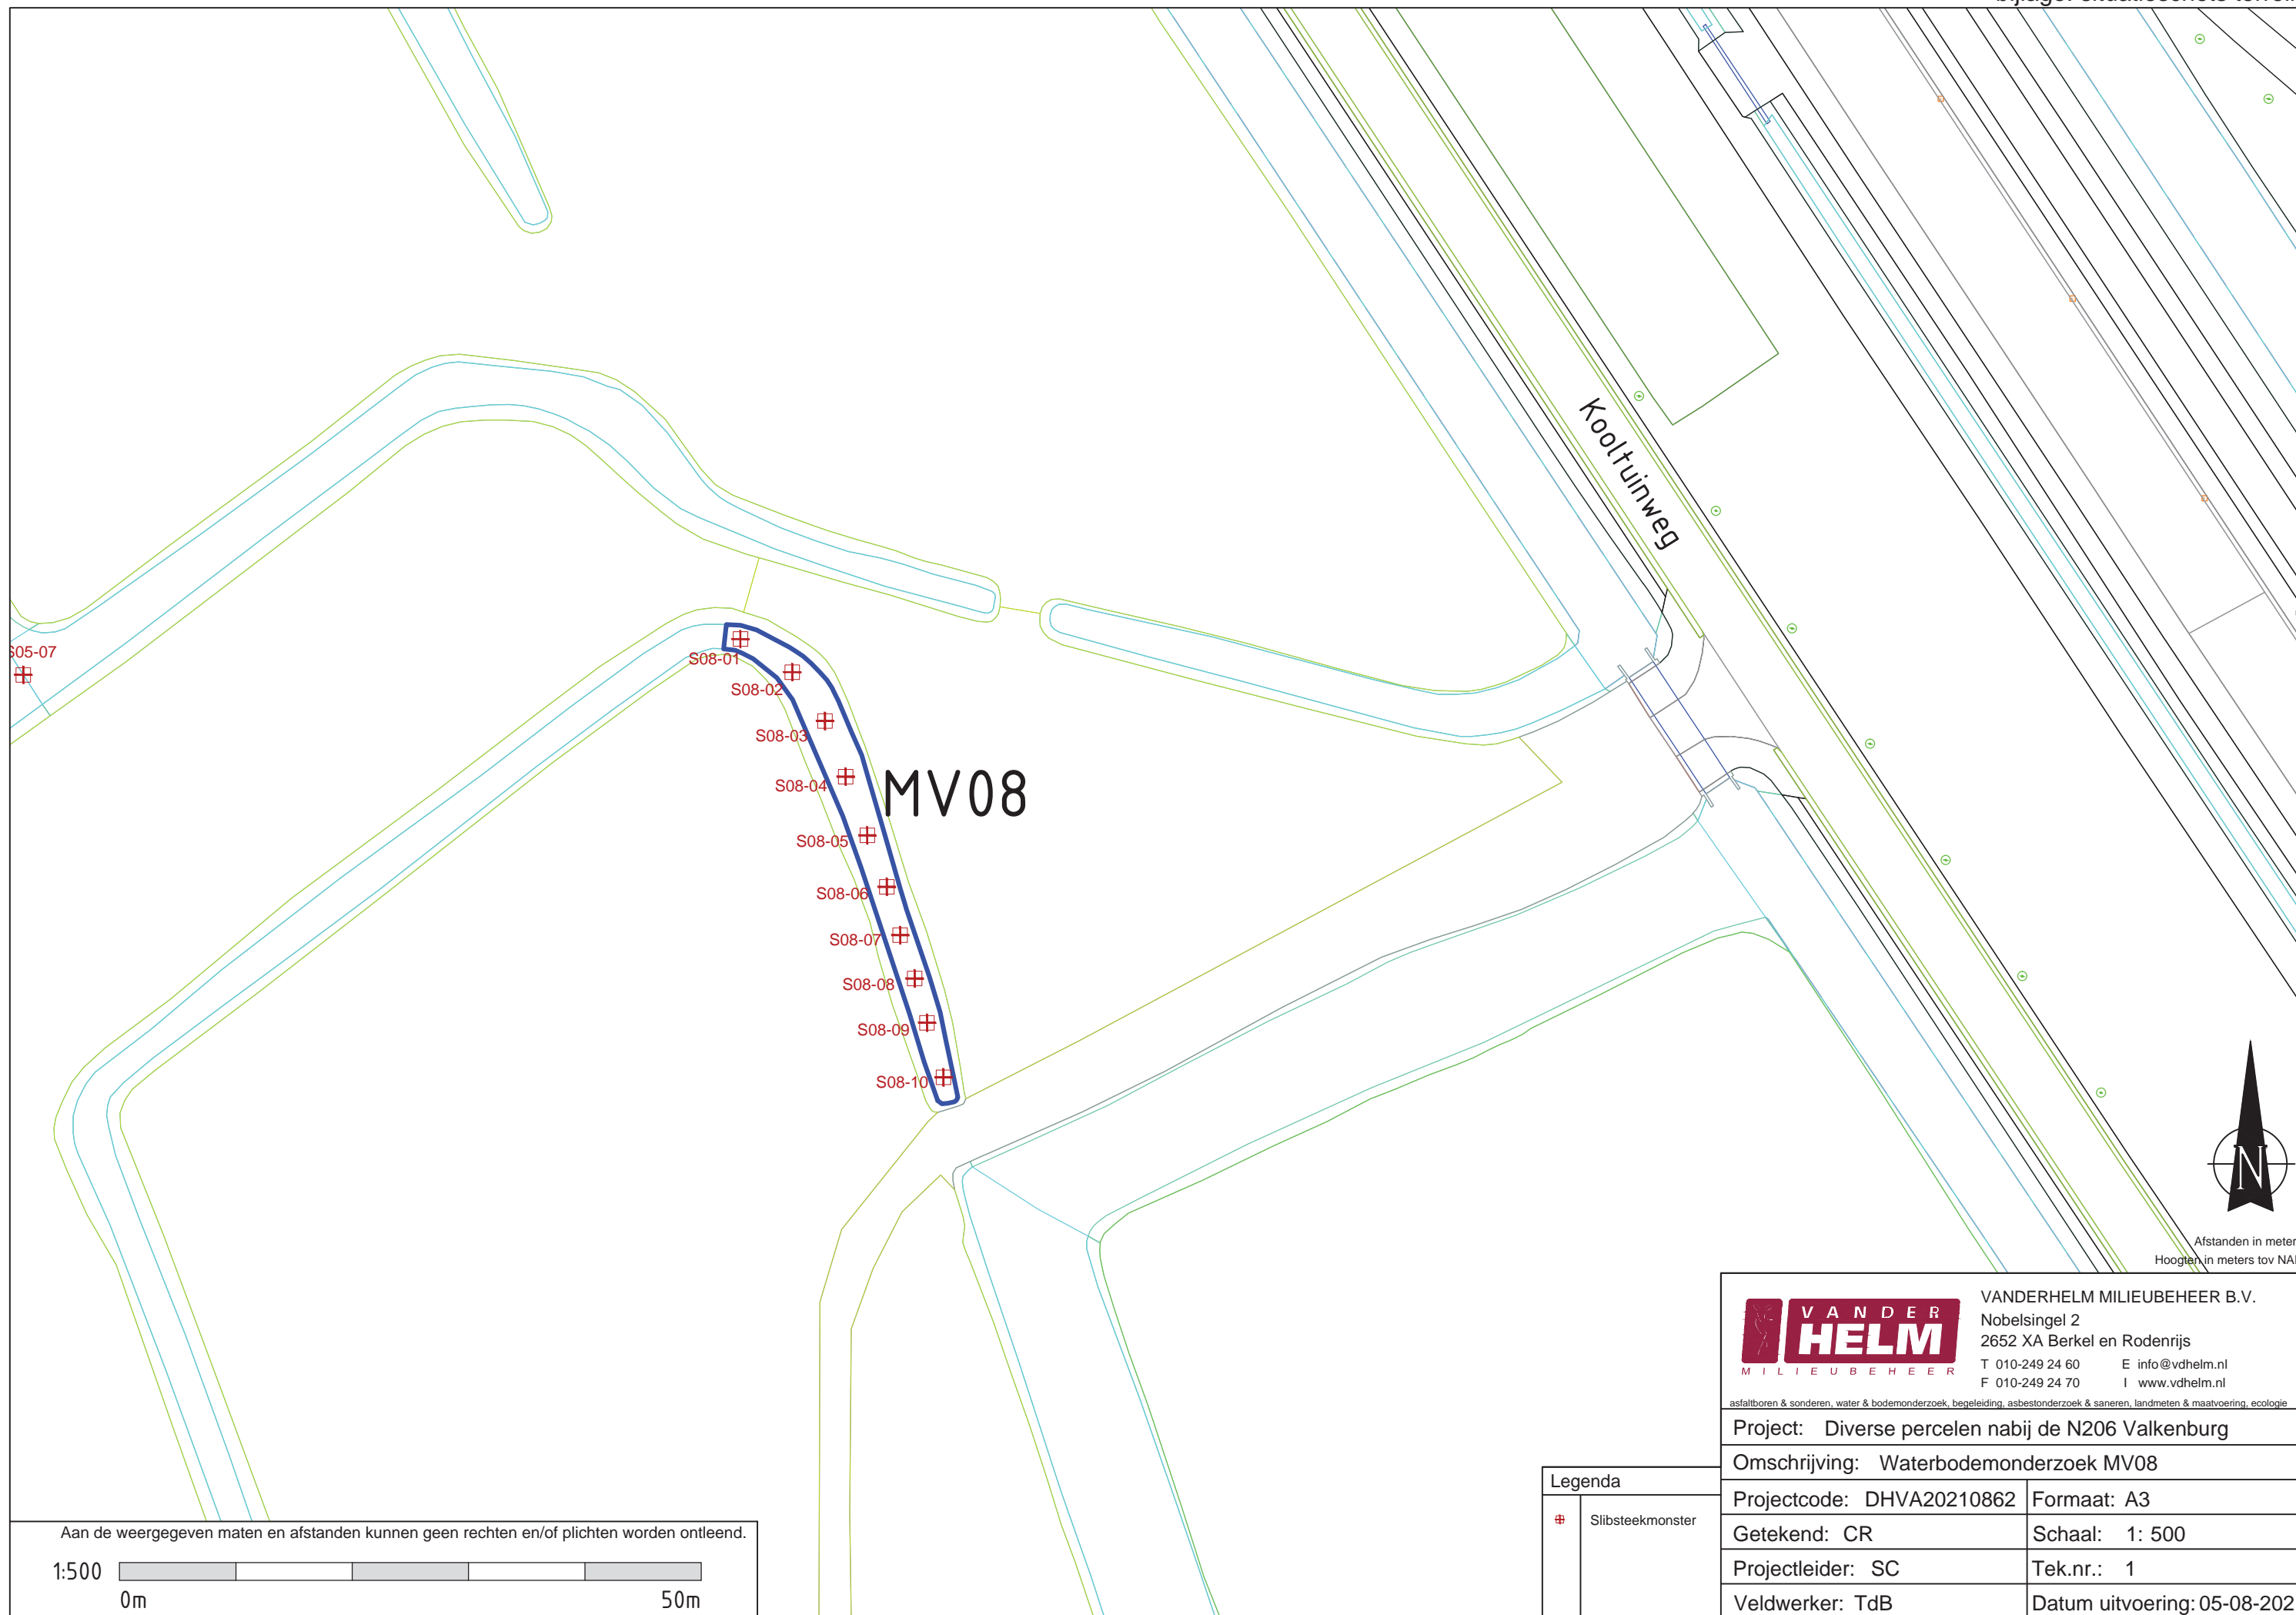 Kooltuinweg
S05-07
S08-01
S08-02
S08-03
S08-04
MV08
S08-05
S08-06
S08-07
S08-08
S08-09
S08-10
N
Afstanden in meter
Hoogten in meters tov NA
VANDER
HELM
MILIEUBEHEER
VANDERHELM MILIEUBEHEER B.V.
Nobelsingel 2
2652 XA Berkel en Rodenrijs
T 010-249 24 60 E info@vdhelm.nl
F 010-249 24 70 I www.vdhelm.nl
asfaltboren & sonderen, water & bodemonderzoek, begeleiding, asbestonderzoek & saneren, landmeten & maatvoering, ecologie
Project: Diverse percelen nabij de N206 Valkenburg
Omschrijving: Waterbodemonderzoek MV08
Projectcode: DHVA20210862 Formaat: A3
Getekend: CR Schaal: 1: 500
Projectleider: SC Tek.nr.: 1
Veldwerker: TdB Datum uitvoering: 05-08-202
Legenda
Slibsteekmonster
Aan de weergegeven maten en afstanden kunnen geen rechten en/of plichten worden ontleend.
1:500
0m 50m